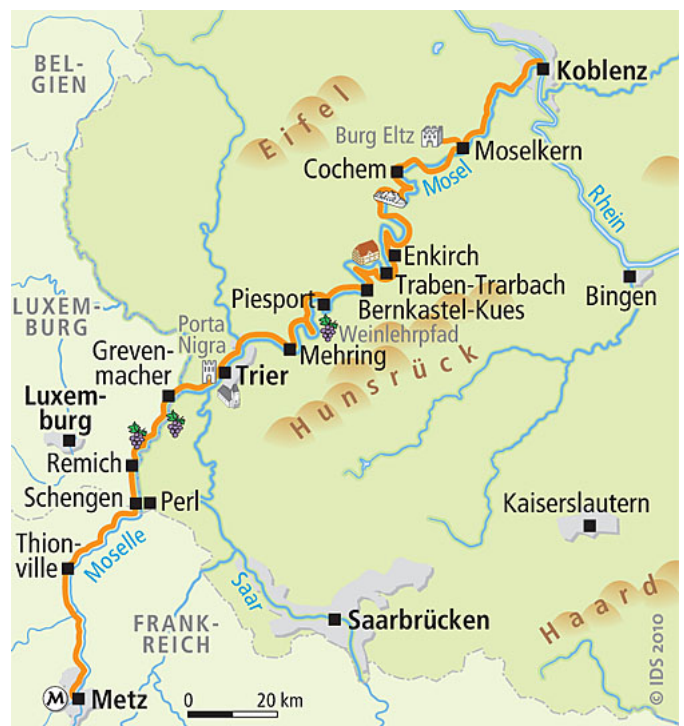 BEL-
GIEN
Koblenz
Eifel
Burg Eltz
Moselkern
Cochem
Mosel
Rhein
Enkirch
Traben-Trarbach
Bingen
Piesport
Bernkastel-Kues
LUXEM-
BURG
Porta
Nigra
Weinlehrpfad
Greven-
macher
Mehring
Trier
Hunsrück
Luxem-
burg
Remich
Schengen
Perl
Kaiserslautern
Thion-
ville
Moselle
Saar
FRANK-
REICH
Saarbrücken
Haard
M
Metz
0 20 km
© IDS 2010